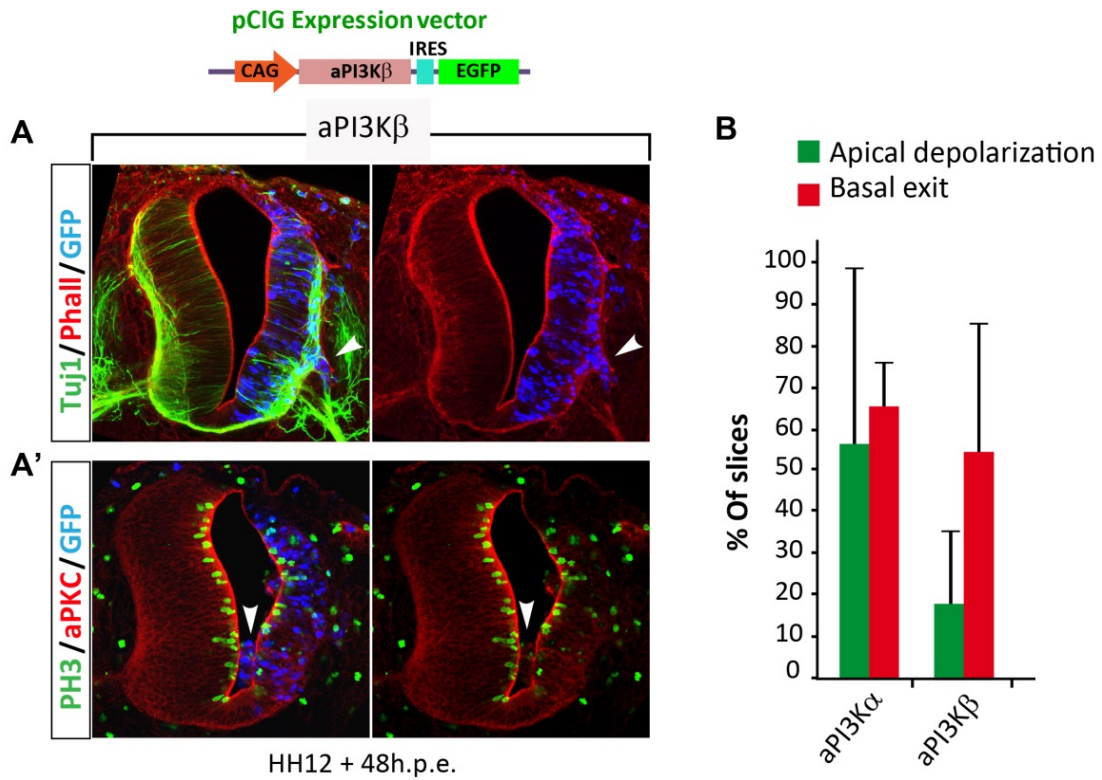 pCIG Expression vector
IRES
CAG aPI3Kβ EGFP
A
aPI3Kβ
Tuj1/Phall/GFP
A'
PH3/aPKC/GFP
HH12 + 48h.p.e.
B
Apical depolarization
Basal exit
% Of slices
100
90
80
70
60
50
40
30
20
10
0
aPI3Kα
aPI3Kβ